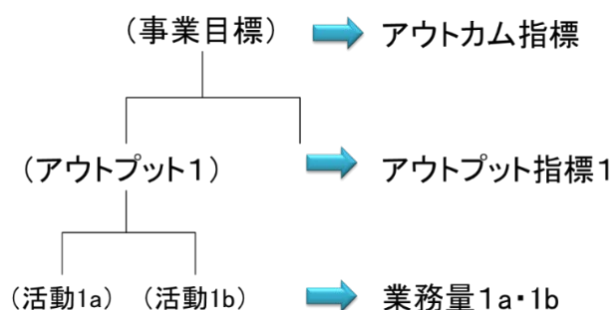 （事業目標） アウトカム指標
（アウトプット１） アウトプット指標１
（活動1a） （活動1b） 業務量１a・1b